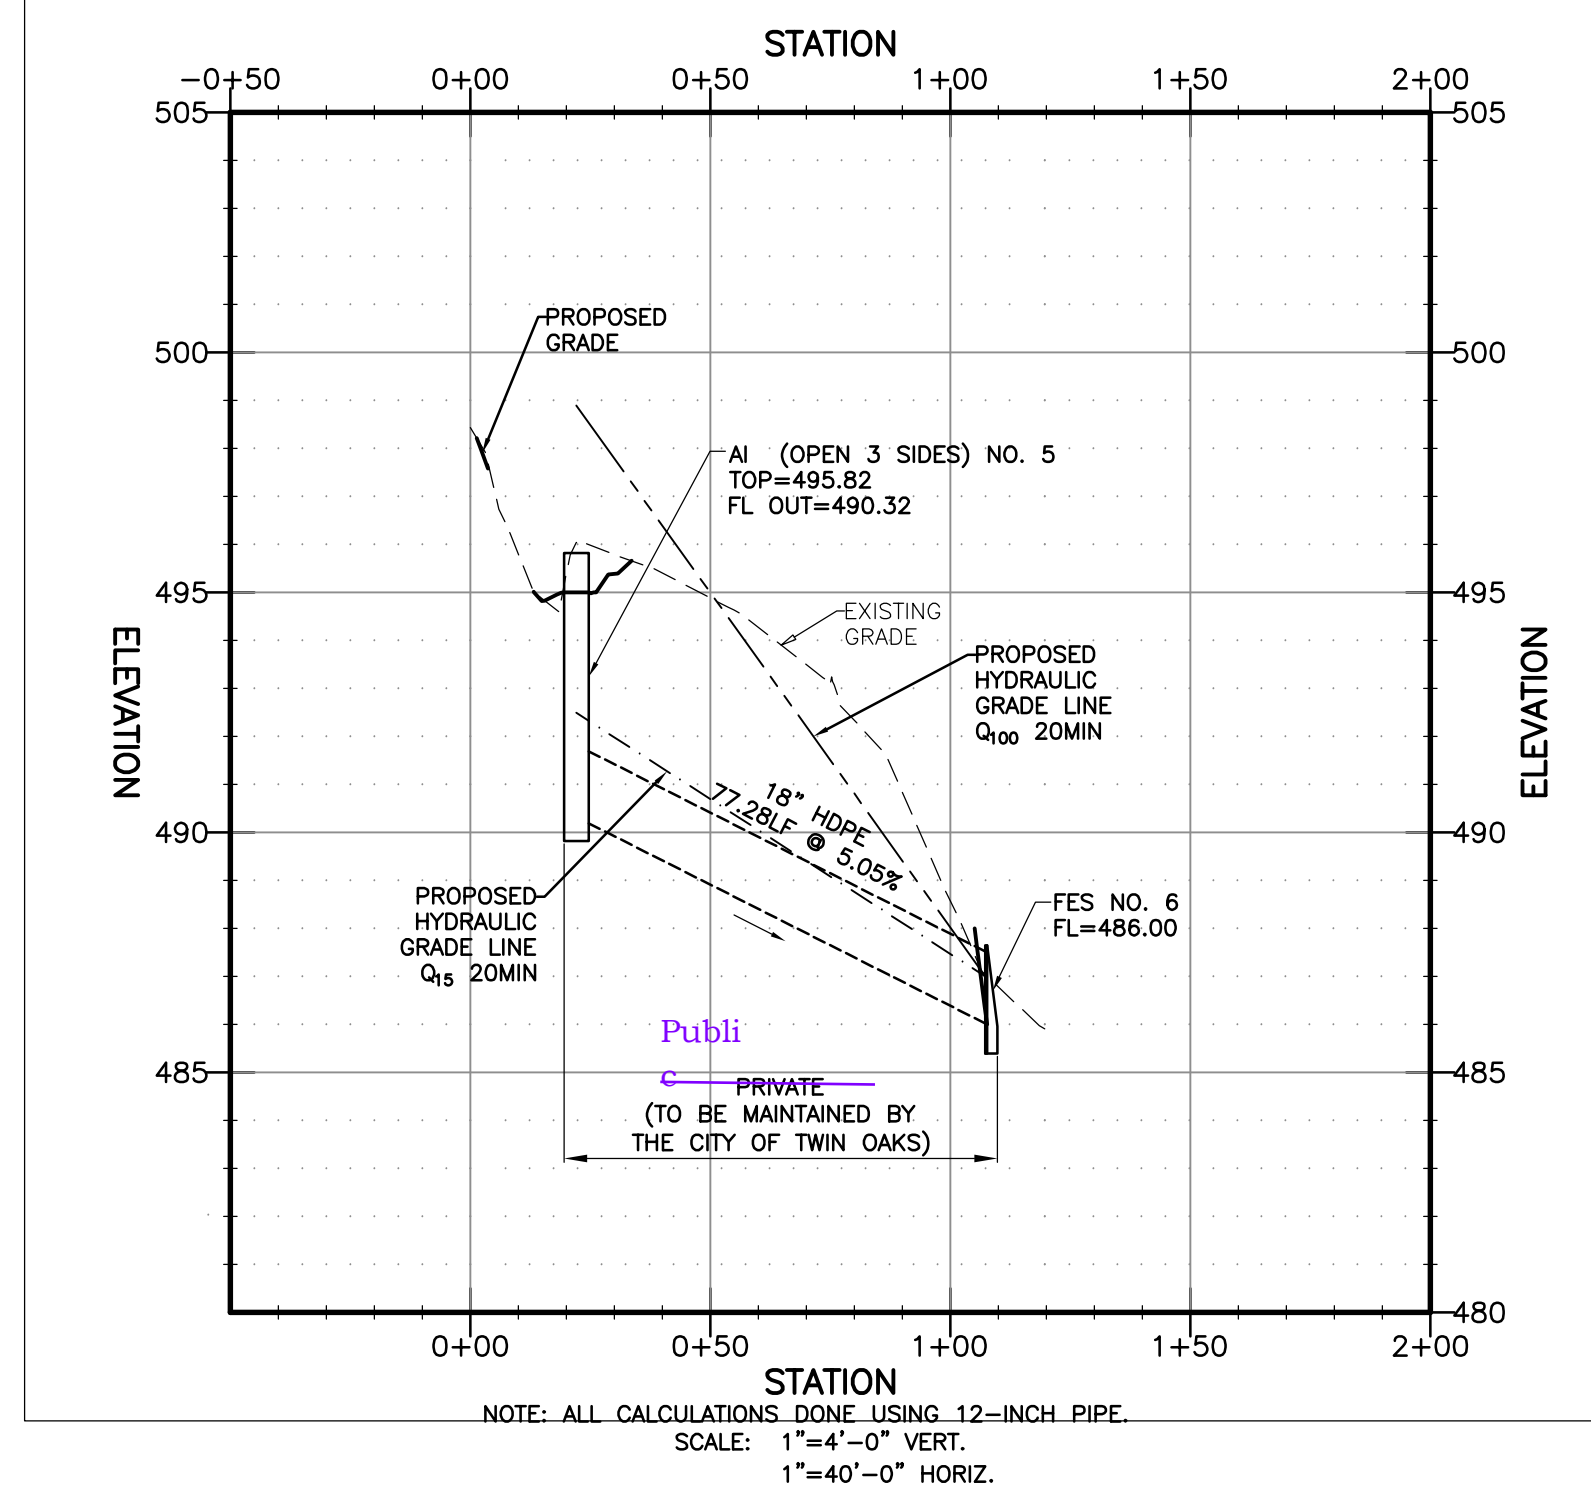 STATION
-0+50 0+00 0+50 1+00 1+50 2+00
505 505
PROPOSED
GRADE
500 500
AI (OPEN 3 SIDES) NO. 5
TOP=495.82
FL OUT=490.32
495 495
EXISTING
GRADE
ELEVATION
ELEVATION
PROPOSED
HYDRAULIC
GRADE LINE
Q100 20MIN
18" HDPE
77.28LF @ 5.05%
490 490
PROPOSED
HYDRAULIC
GRADE LINE
Q15 20MIN
FES NO. 6
FL=486.00
Publi
c
485 485
PRIVATE
(TO BE MAINTAINED BY
THE CITY OF TWIN OAKS)
480
0+00 0+50 1+00 1+50 2+00
STATION
NOTE: ALL CALCULATIONS DONE USING 12-INCH PIPE.
SCALE: 1"=4'-0" VERT.
1"=40'-0" HORIZ.